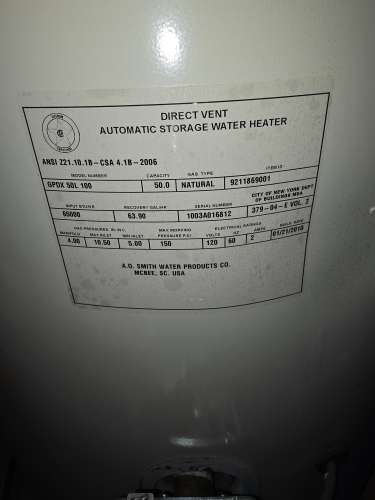 DIRECT VENT
AUTOMATIC STORAGE WATER HEATER
ANSI Z21.10.1B-CSA 4.1B-2006
MODEL NUMBER CAPACITY GAS TYPE ITEM ID
GPDX 50L 100 50.0 NATURAL 9211869001
INPUT BTU/HR RECOVERY GAL/HR SERIAL NUMBER CITY OF NEW YORK DEPT OF BUILDINGS MEA
65000 63.90 1003A016812 379-04-E VOL. 2
GAS PRESSURES IN. W.C. MAX WORKING ELECTRICAL RATINGS BUILD DATE
MANIFOLD MAX INLET MIN INLET PRESSURE P.S.I VOLTS HZ AMPS
4.00 10.50 5.00 150 120 60 2 01/21/2010
A.O. SMITH WATER PRODUCTS CO.
MCBEE, SC. USA